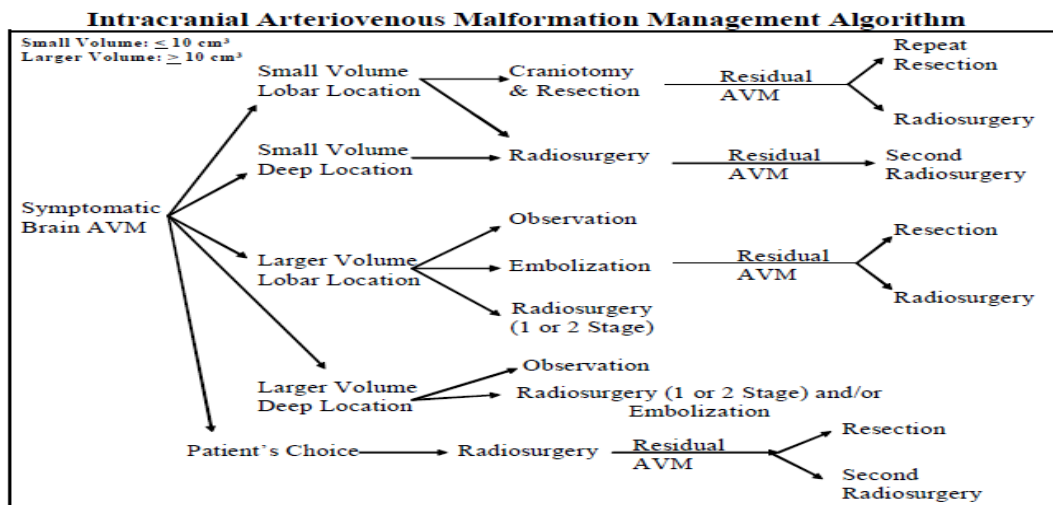 Intracranial Arteriovenous Malformation Management Algorithm
Small Volume: ≤ 10 cm³
Larger Volume: ≥ 10 cm³
Small Volume
Lobar Location
Craniotomy
& Resection
Residual
AVM
Repeat
Resection
Radiosurgery
Small Volume
Deep Location
Radiosurgery
Residual
AVM
Second
Radiosurgery
Symptomatic
Brain AVM
Larger Volume
Lobar Location
Observation
Embolization
Radiosurgery
(1 or 2 Stage)
Residual
AVM
Resection
Radiosurgery
Larger Volume
Deep Location
Observation
Radiosurgery (1 or 2 Stage) and/or
Embolization
Patient's Choice
Radiosurgery
Residual
AVM
Resection
Second
Radiosurgery